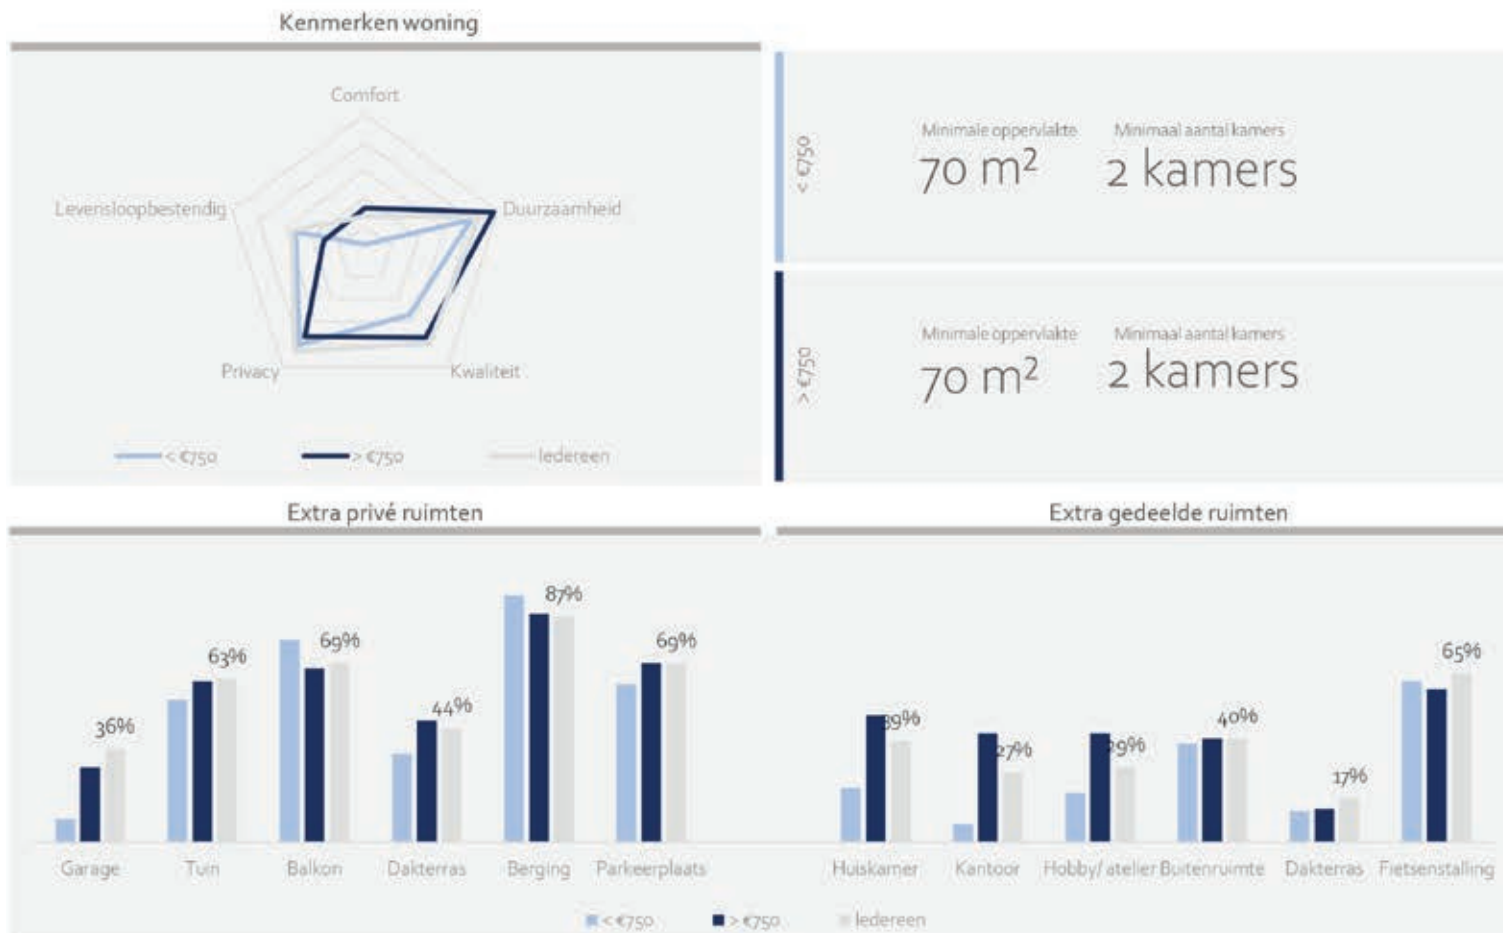 Kenmerken woning
Comfort
Levensloopbestendig
Duurzaamheid
Privacy
Kwaliteit
< €750
> €750
Iedereen
< €750
Minimale oppervlakte
Minimaal aantal kamers
70 m²
2 kamers
> €750
Minimale oppervlakte
Minimaal aantal kamers
70 m²
2 kamers
Extra privé ruimten
36%
63%
69%
44%
87%
69%
Garage
Tuin
Balkon
Dakterras
Berging
Parkeerplaats
Extra gedeelde ruimten
39%
27%
29%
40%
17%
65%
Huiskamer
Kantoor
Hobby/ atelier
Buitenruimte
Dakterras
Fietsenstalling
< €750
> €750
Iedereen